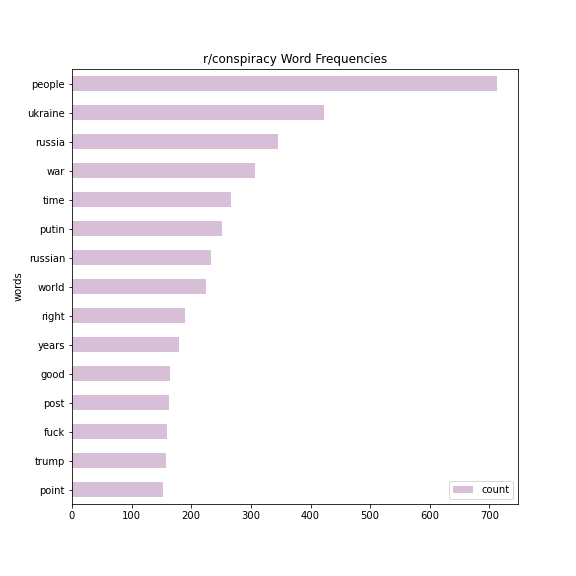 r/conspiracy Word Frequencies
people
ukraine
russia
war
time
putin
russian
world
right
years
good
post
fuck
trump
point
words
count
0 100 200 300 400 500 600 700